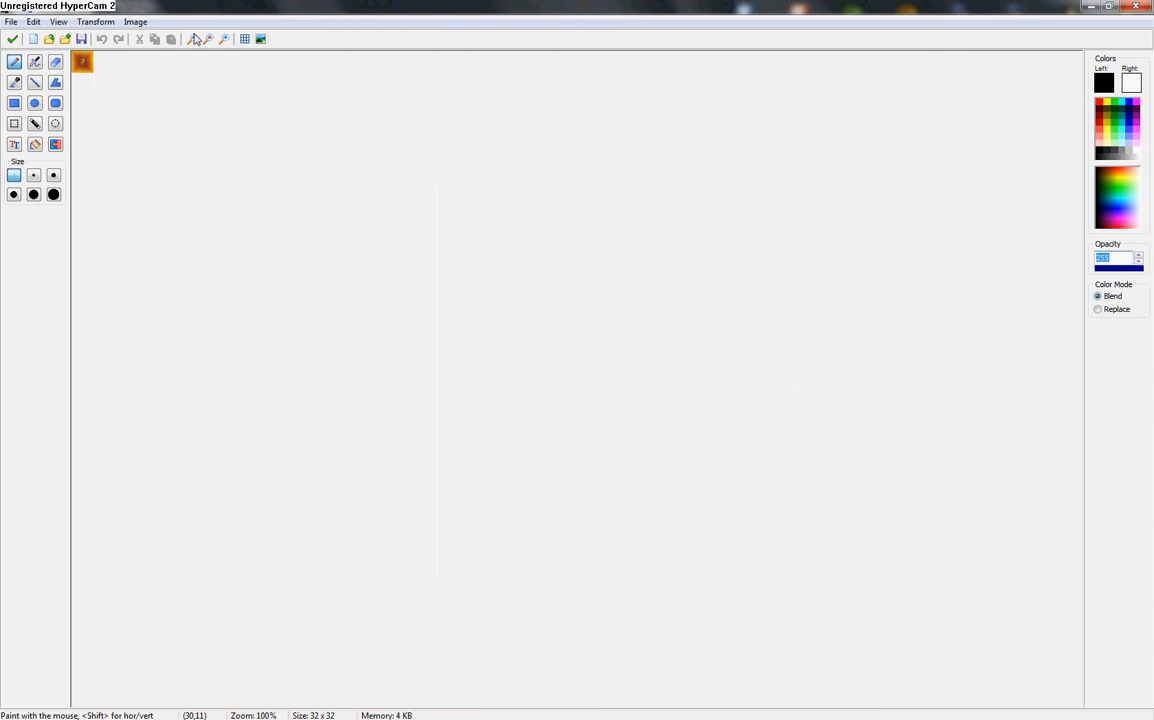 Unregistered HyperCam 2
File Edit View Transform Image
Size
Colors
Left: Right:
Opacity
255
Color Mode
Blend
Replace
Paint with the mouse, <Shift> for hor/vert (30,11) Zoom: 100% Size: 32 x 32 Memory: 4 KB